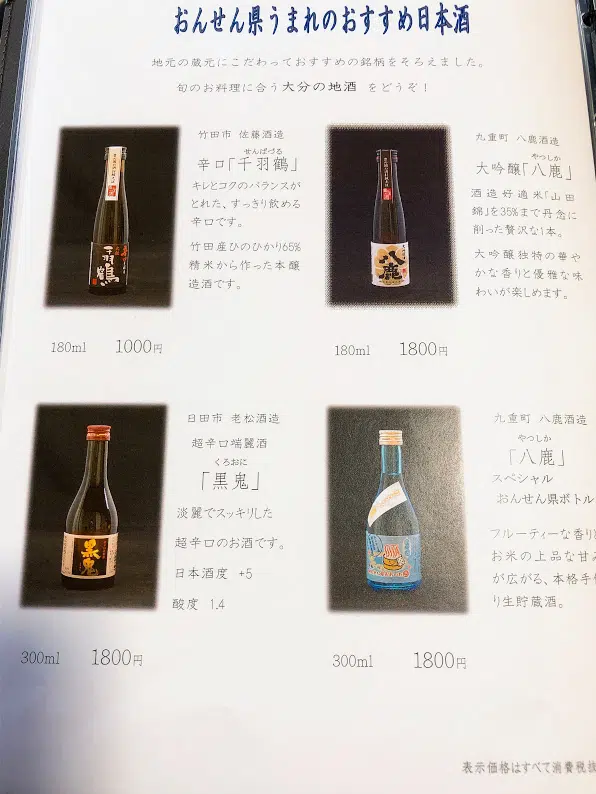 おんせん県うまれのおすすめ日本酒
地元の蔵元にこだわっておすすめの銘柄をそろえました。
旬のお料理に合う大分の地酒 をどうぞ！
竹田市 佐藤酒造
せんばづる
辛口「千羽鶴」
キレとコクのバランスが
とれた、すっきり飲める
辛口です。
竹田産ひのひかり65%
精米から作った本醸
造酒です。
千羽鶴
180ml 1000円
九重町 八鹿酒造
やつしか
大吟醸「八鹿」
酒造好適米「山田
錦」を35%まで丹念に
削った贅沢な1本。
大吟醸独特の華や
かな香りと優雅な味
わいが楽しめます。
八鹿
180ml 1800円
日田市 老松酒造
超辛口端麗酒
くろおに
「黒鬼」
淡麗でスッキリした
超辛口のお酒です。
日本酒度 +5
酸度 1.4
黒鬼
300ml 1800円
九重町 八鹿酒造
やつしか
「八鹿」
スペシャル
おんせん県ボトル
フルーティーな香りと
お米の上品な甘み
が広がる、本格手作
り生貯蔵酒。
300ml 1800円
表示価格はすべて消費税抜